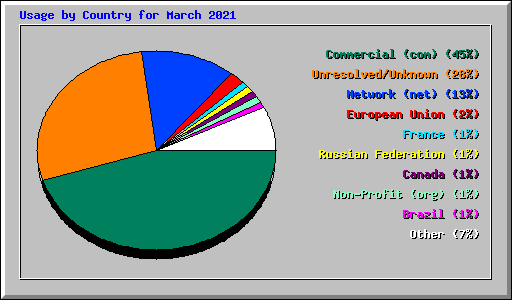 Usage by Country for March 2021
Commercial (com) (45%)
Unresolved/Unknown (28%)
Network (net) (13%)
European Union (2%)
France (1%)
Russian Federation (1%)
Canada (1%)
Non-Profit (org) (1%)
Brazil (1%)
Other (7%)